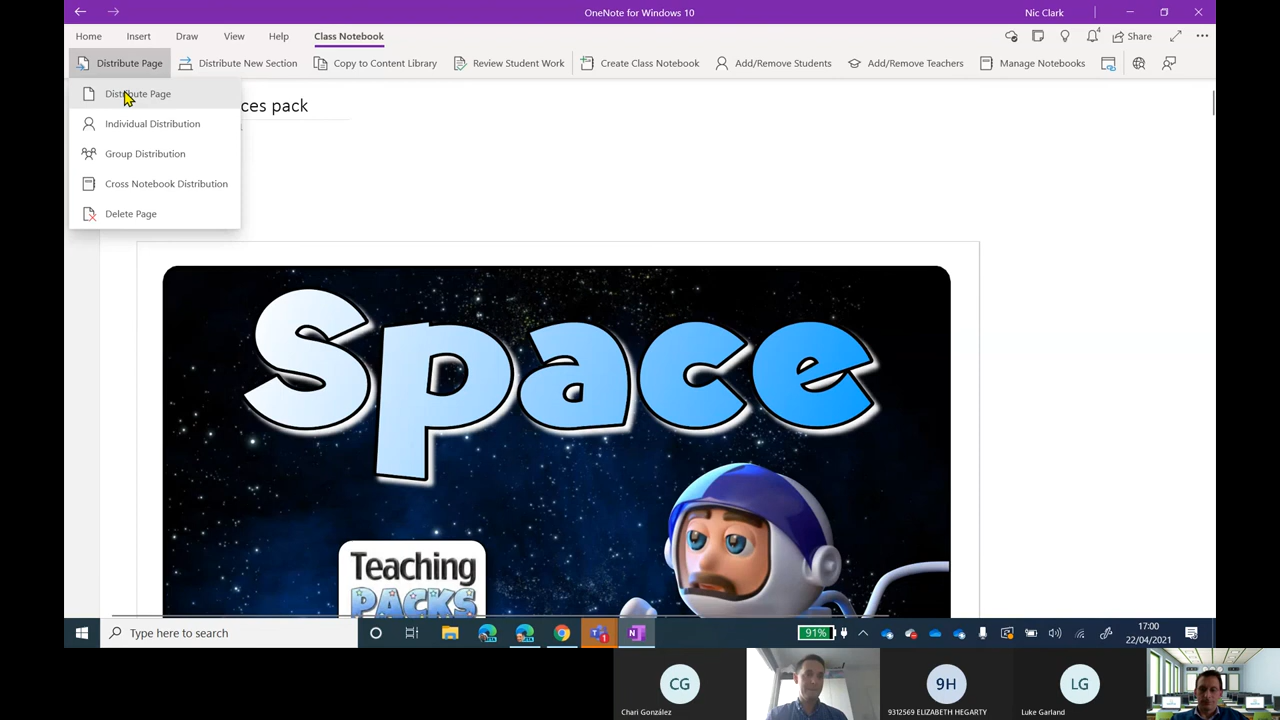 OneNote for Windows 10
Nic Clark
Home Insert Draw View Help Class Notebook
Share
Distribute Page Distribute New Section Copy to Content Library Review Student Work Create Class Notebook Add/Remove Students Add/Remove Teachers Manage Notebooks
Distribute Page
ces pack
Individual Distribution
Group Distribution
Cross Notebook Distribution
Delete Page
Space
Teaching
PACKS
Type here to search
91%
17:00
22/04/2021
CG
Chari González
9H
9312569 ELIZABETH HEGARTY
LG
Luke Garland